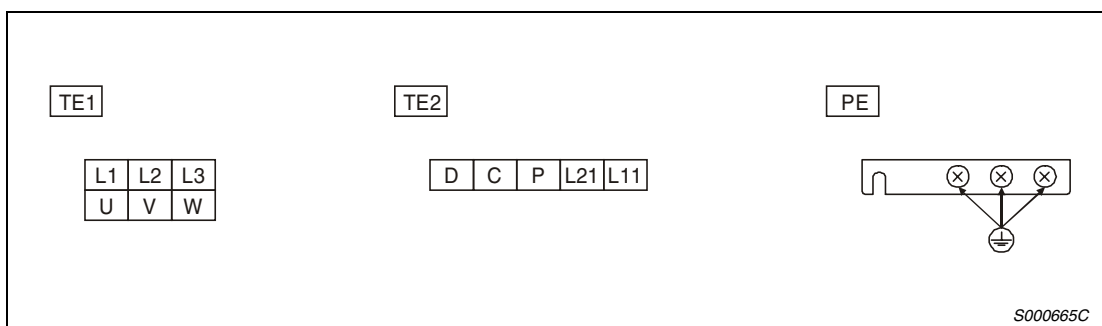 TE1 TE2 PE
L1 L2 L3 D C P L21 L11
U V W
S000665C